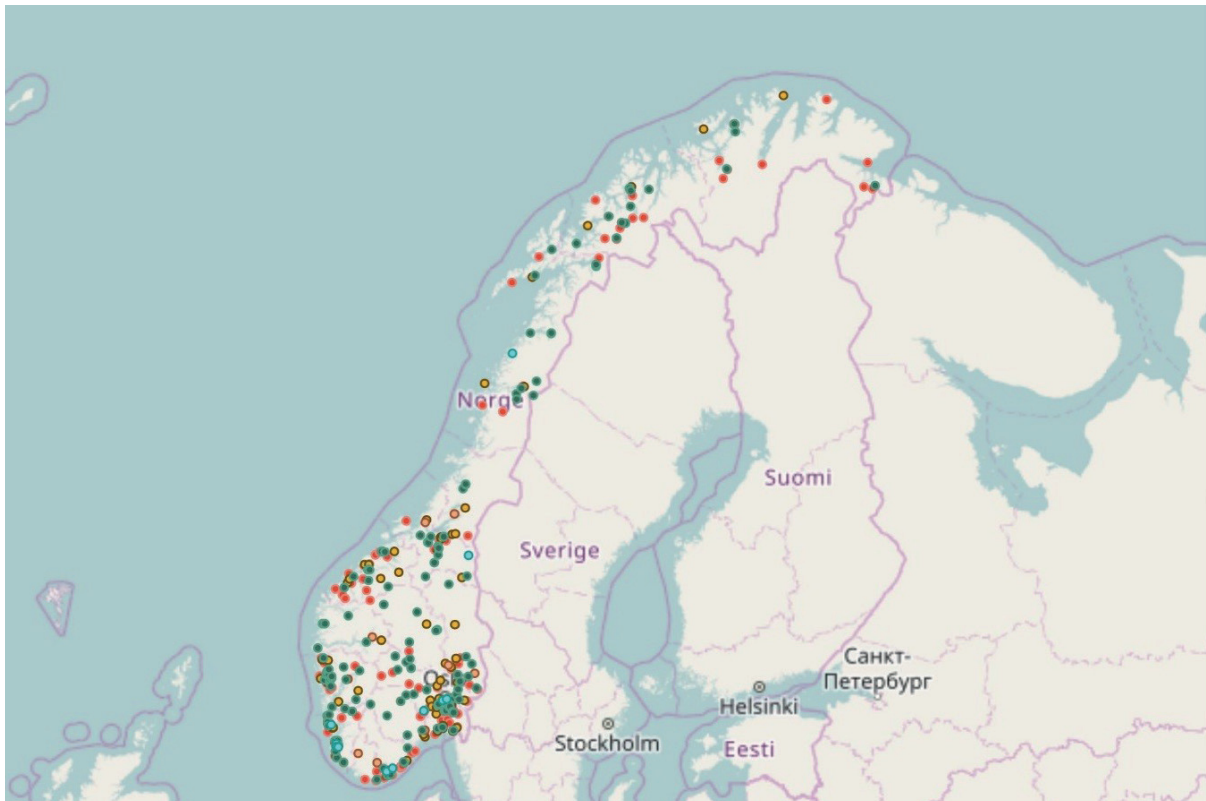 Norge
Suomi
Sverige
Санкт-
Петербург
Helsinki
Stockholm
Eesti